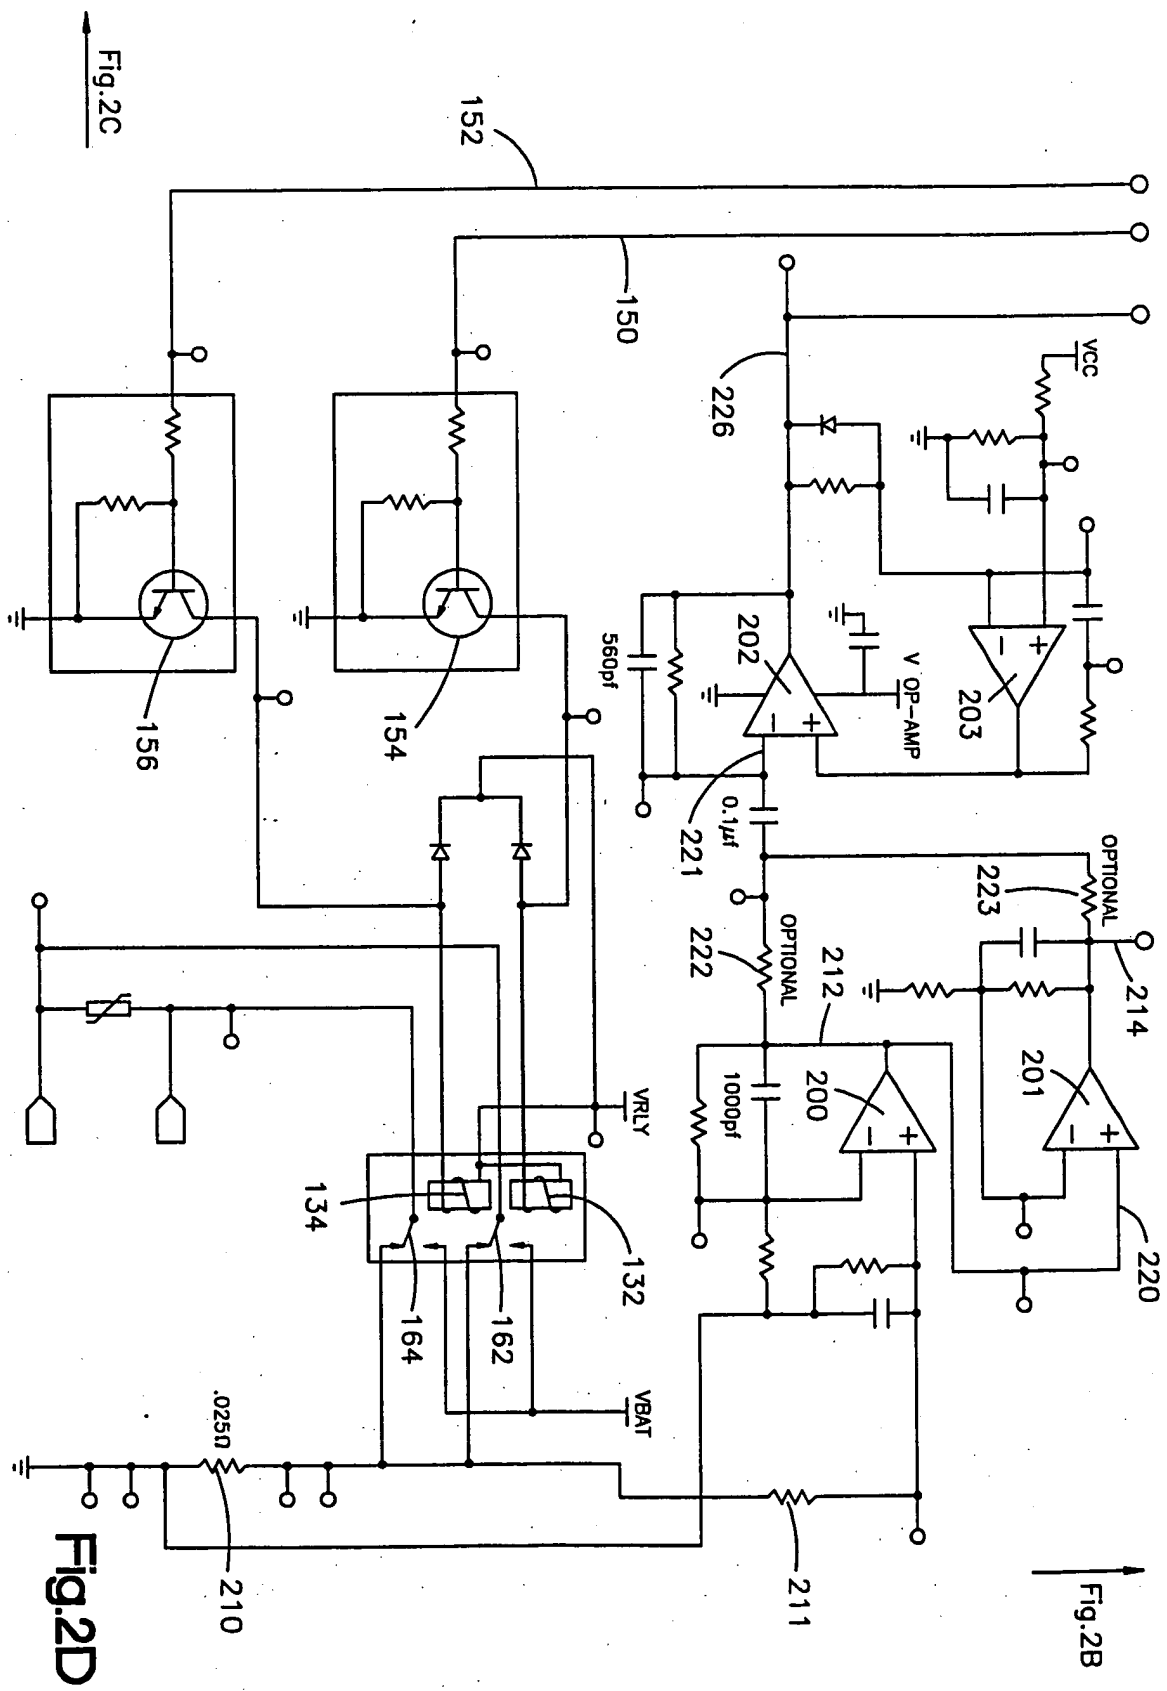 Fig.2B
Fig.2C
152
150
VCC
226
203
V OP-AMP
202
560pf
221
0.1µf
OPTIONAL
223
214
OPTIONAL
222
212
201
200
1000pf
220
154
156
VRLY
134
132
162
164
VBAT
.025Ω
210
211
Fig.2D